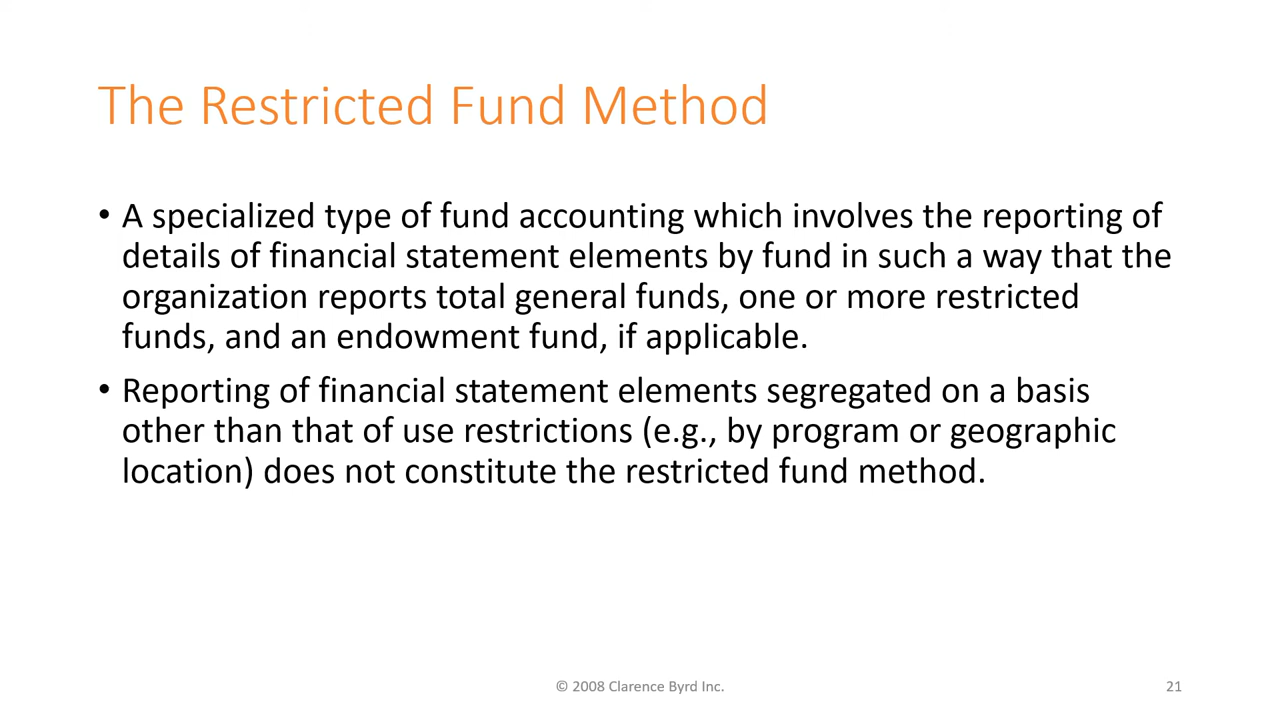 The Restricted Fund Method
• A specialized type of fund accounting which involves the reporting of
details of financial statement elements by fund in such a way that the
organization reports total general funds, one or more restricted
funds, and an endowment fund, if applicable.
• Reporting of financial statement elements segregated on a basis
other than that of use restrictions (e.g., by program or geographic
location) does not constitute the restricted fund method.
© 2008 Clarence Byrd Inc.
21